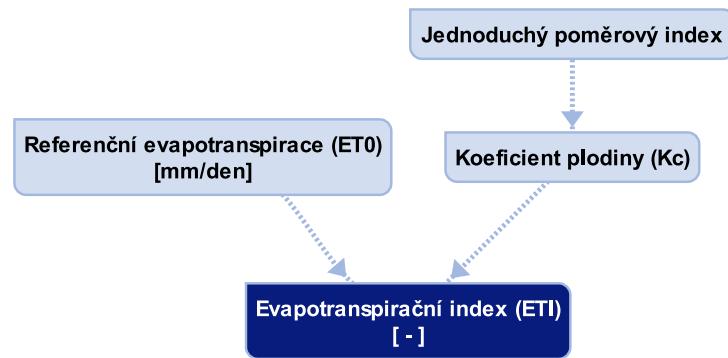 Jednoduchý poměrový index
Referenční evapotranspirace (ET0)
[mm/den]
Koeficient plodiny (Kc)
Evapotranspirační index (ETI)
[ - ]